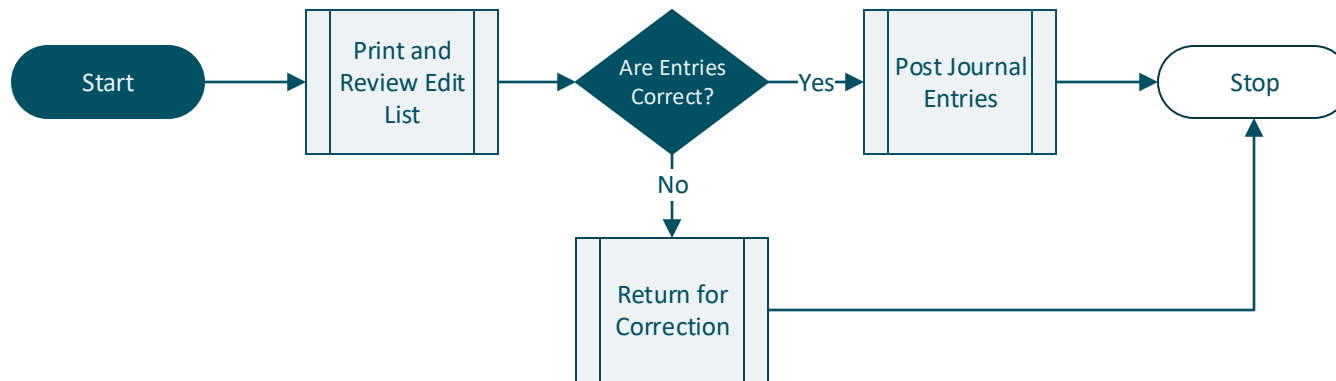 Start
Print and
Review Edit
List
Are Entries
Correct?
Yes
Post Journal
Entries
Stop
No
Return for
Correction